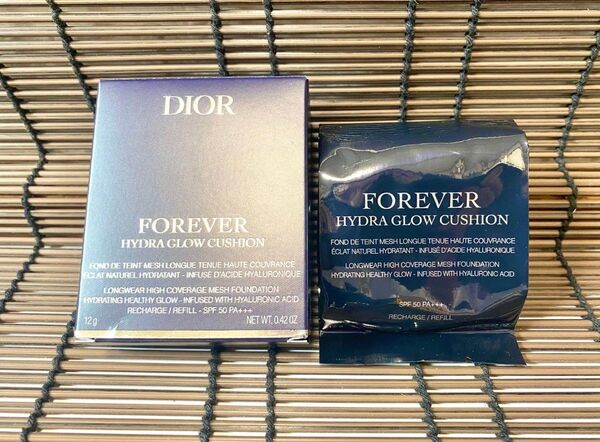 DIOR
FOREVER
HYDRA GLOW CUSHION
FOND DE TEINT MESH LONGUE TENUE HAUTE COUVRANCE
ÉCLAT NATUREL HYDRATANT - INFUSÉ D'ACIDE HYALURONIQUE
LONGWEAR HIGH COVERAGE MESH FOUNDATION
HYDRATING HEALTHY GLOW - INFUSED WITH HYALURONIC ACID
RECHARGE / REFILL - SPF 50 PA+++
12 g NET WT. 0.42 OZ
FOREVER
HYDRA GLOW CUSHION
FOND DE TEINT MESH LONGUE TENUE HAUTE COUVRANCE
ÉCLAT NATUREL HYDRATANT - INFUSÉ D'ACIDE HYALURONIQUE
LONGWEAR HIGH COVERAGE MESH FOUNDATION
HYDRATING HEALTHY GLOW - INFUSED WITH HYALURONIC ACID
SPF 50 PA+++
RECHARGE / REFILL